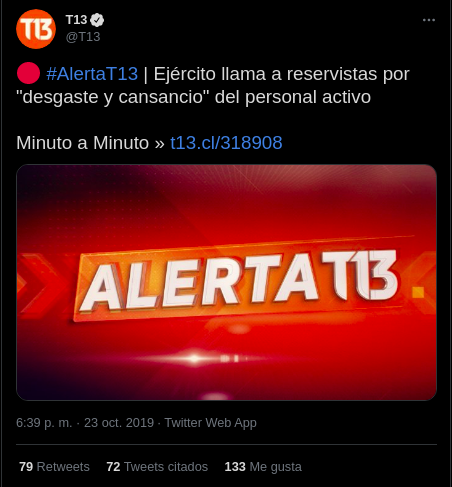 T13
T13
@T13
#AlertaT13 | Ejército llama a reservistas por
"desgaste y cansancio" del personal activo
Minuto a Minuto » t13.cl/318908
ALERTAT13.
6:39 p. m. · 23 oct. 2019 · Twitter Web App
79 Retweets 72 Tweets citados 133 Me gusta